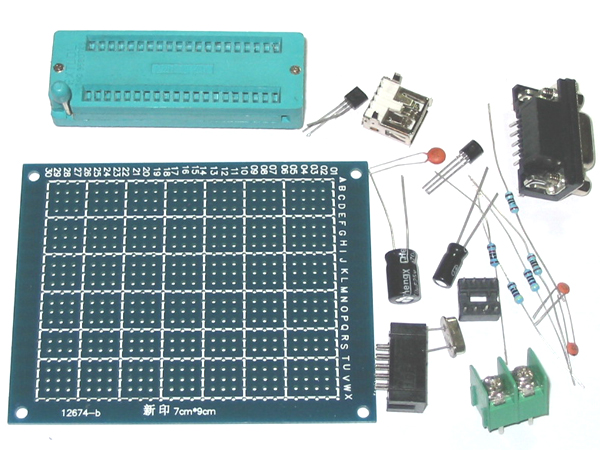 30 29 28 27 26 25 24 23 22 21 20 19 18 17 16 15 14 13 12 11 10 09 08 07 06 05 04 03 02 01
A B C D E F G H I J K L M N O P Q R S T U V W X
12674-b 新印 7cm*9cm